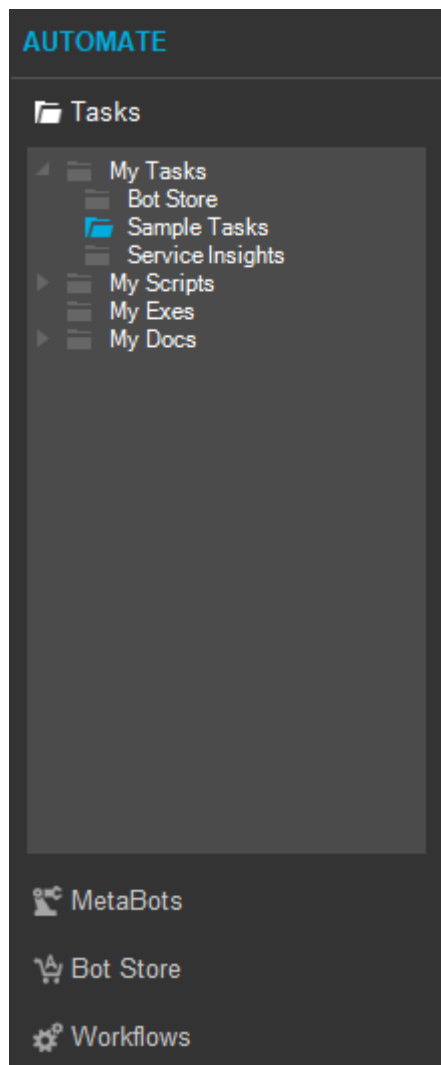 AUTOMATE
Tasks
My Tasks
Bot Store
Sample Tasks
Service Insights
My Scripts
My Exes
My Docs
MetaBots
Bot Store
Workflows